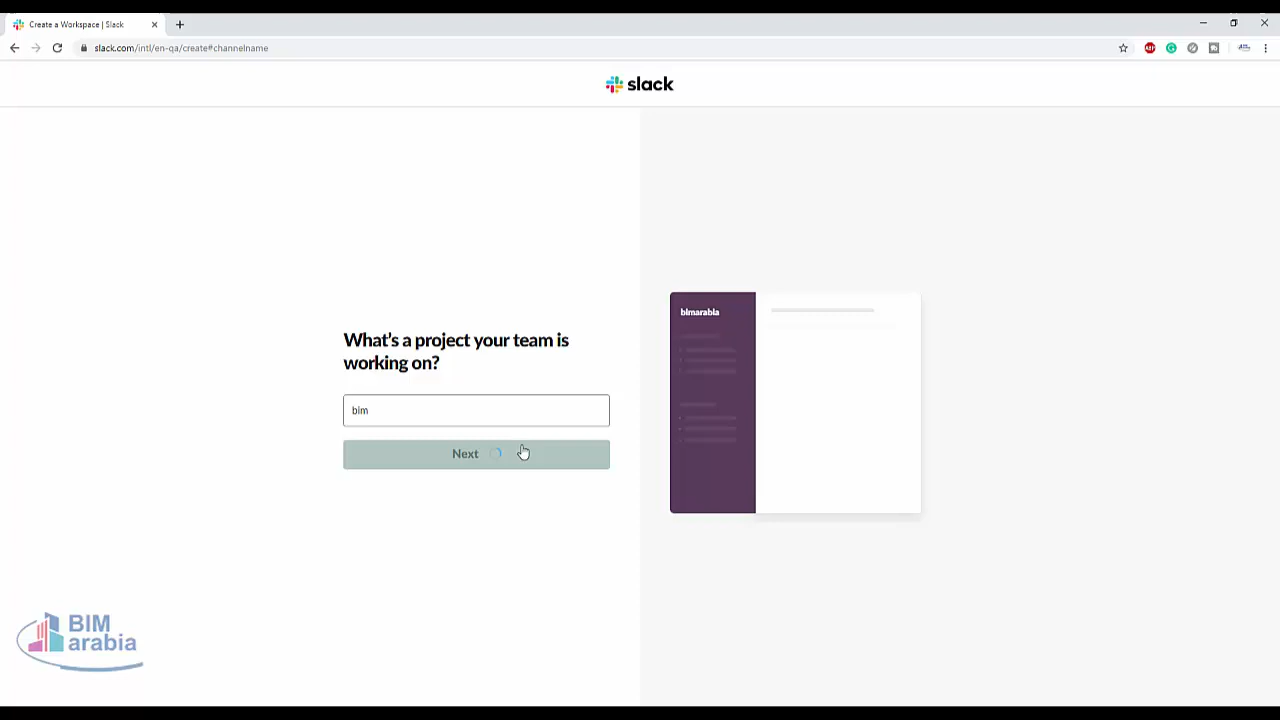 Create a Workspace | Slack
slack.com/intl/en-qa/create#channelname
ABP
slack
What's a project your team is
working on?
bim
Next
bimarabia
BIM
arabia